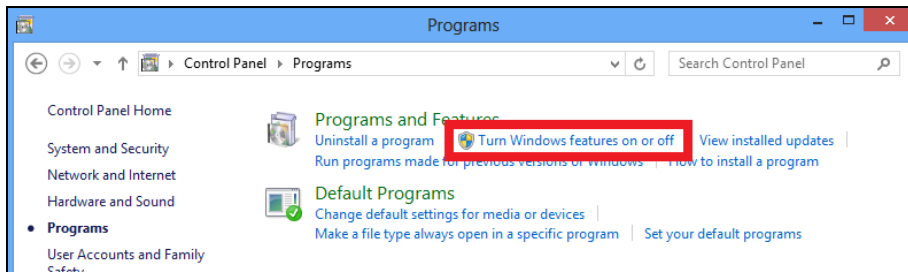 Programs
Control Panel Programs
Search Control Panel
Control Panel Home
System and Security
Network and Internet
Hardware and Sound
Programs
User Accounts and Family
Safety
Programs and Features
Uninstall a program Turn Windows features on or off View installed updates
Run programs made for previous versions of Windows How to install a program
Default Programs
Change default settings for media or devices
Make a file type always open in a specific program Set your default programs